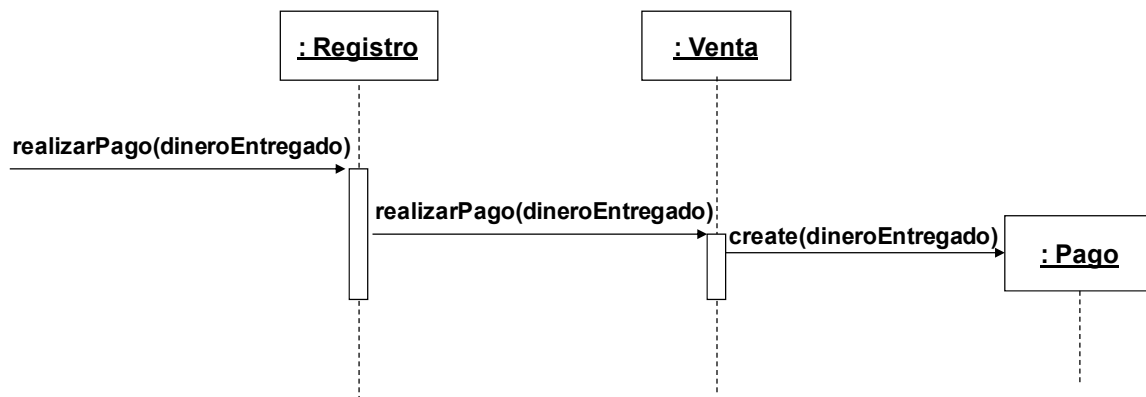 : Registro
: Venta
realizarPago(dineroEntregado)
realizarPago(dineroEntregado)
create(dineroEntregado)
: Pago